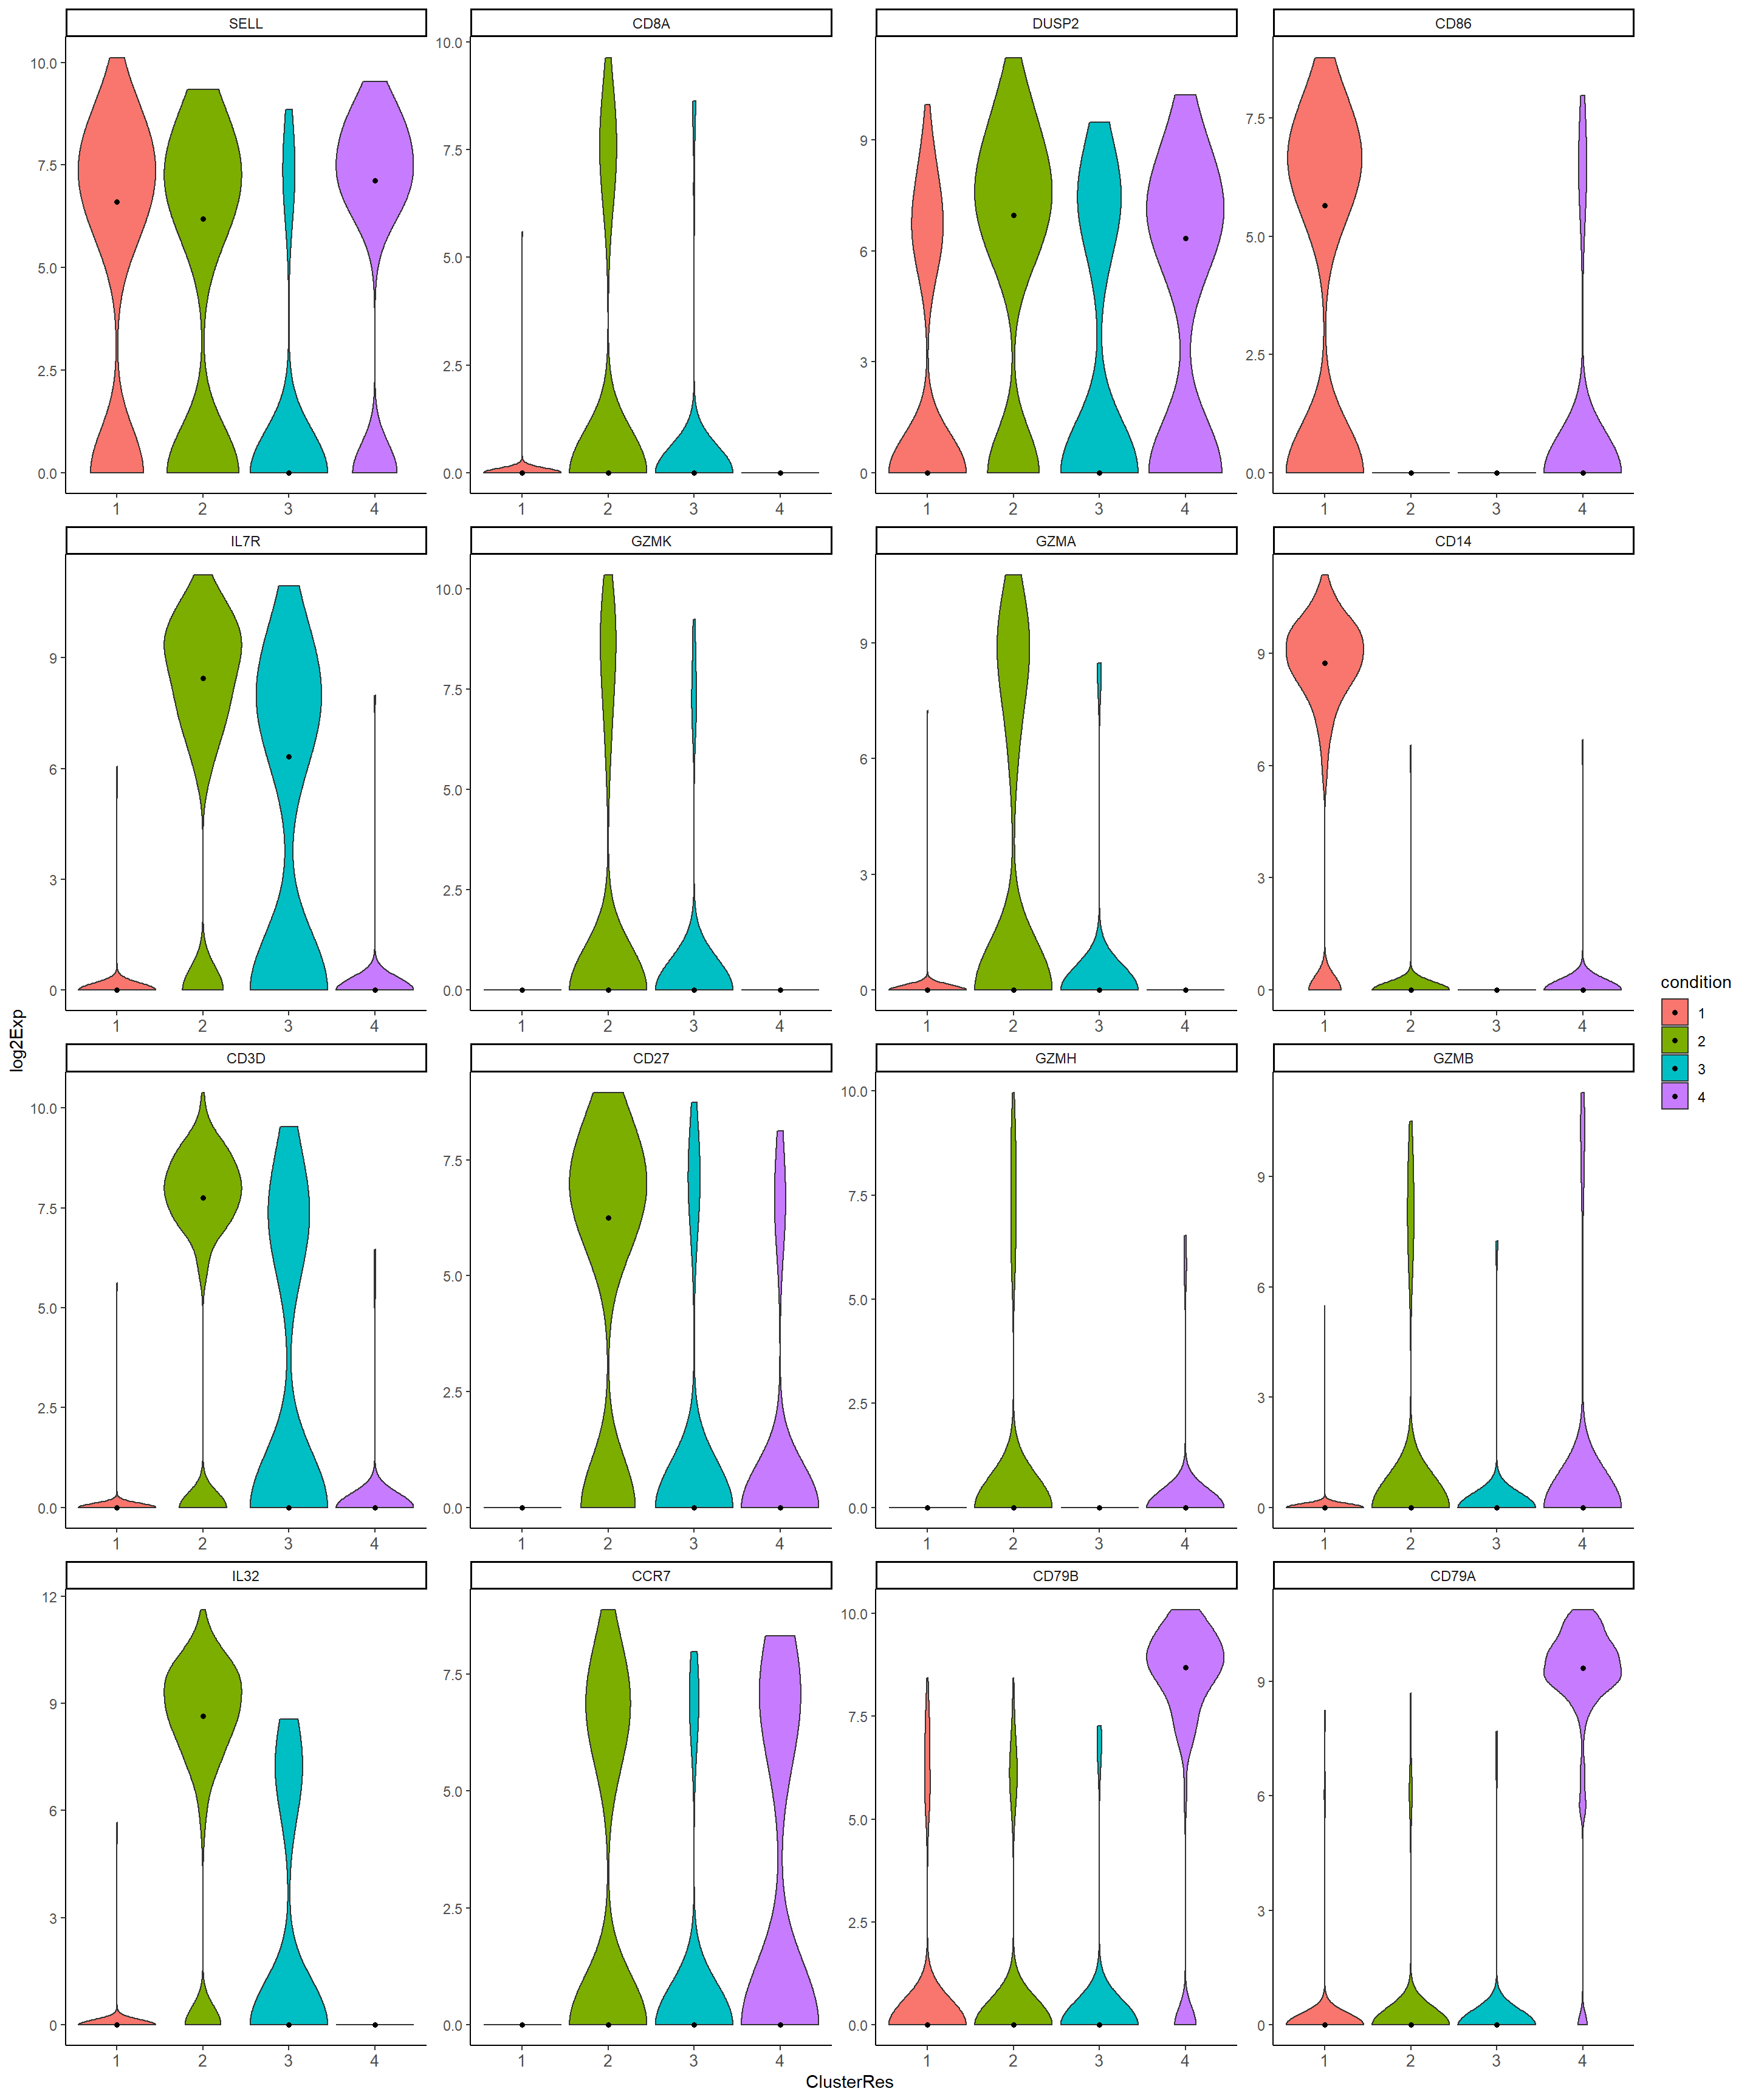 SELL CD8A DUSP2 CD86
10.0 7.5 5.0 2.5 0.0
10.0 7.5 5.0 2.5 0.0
9 6 3 0
7.5 5.0 2.5 0.0
1 2 3 4 1 2 3 4 1 2 3 4 1 2 3 4
IL7R GZMK GZMA CD14
9 6 3 0
10.0 7.5 5.0 2.5 0.0
9 6 3 0
9 6 3 0
1 2 3 4 1 2 3 4 1 2 3 4 1 2 3 4
log2Exp
CD3D CD27 GZMH GZMB
10.0 7.5 5.0 2.5 0.0
7.5 5.0 2.5 0.0
10.0 7.5 5.0 2.5 0.0
9 6 3 0
1 2 3 4 1 2 3 4 1 2 3 4 1 2 3 4
IL32 CCR7 CD79B CD79A
12 9 6 3 0
7.5 5.0 2.5 0.0
10.0 7.5 5.0 2.5 0.0
9 6 3 0
1 2 3 4 1 2 3 4 1 2 3 4 1 2 3 4
ClusterRes
condition
1
2
3
4